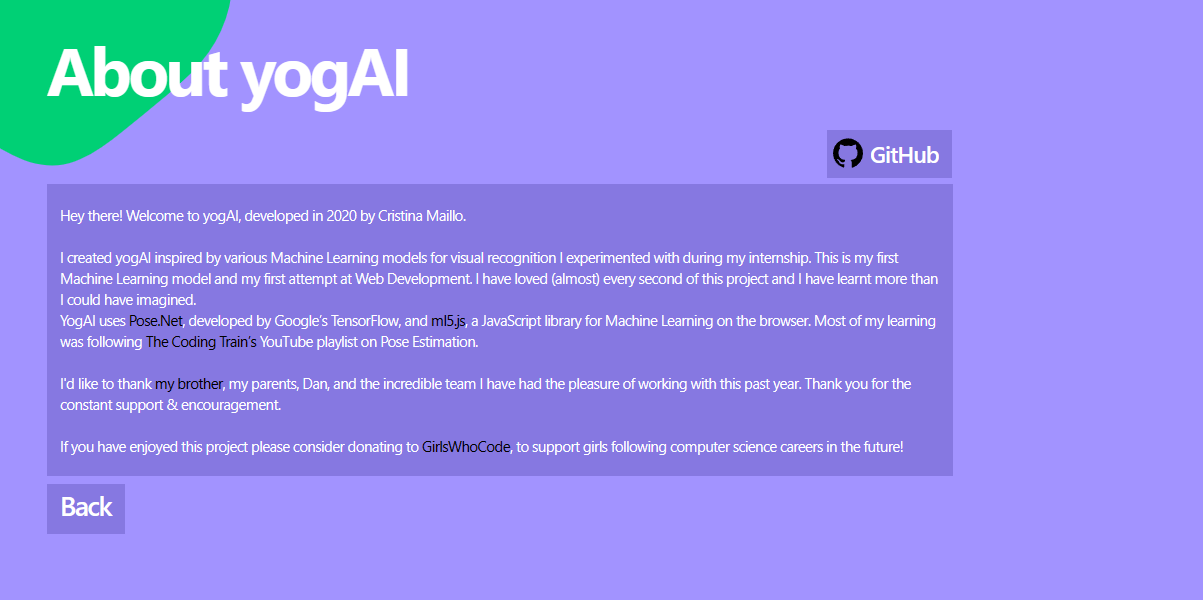 About yogAI
GitHub
Hey there! Welcome to yogAI, developed in 2020 by Cristina Maillo.
I created yogAI inspired by various Machine Learning models for visual recognition I experimented with during my internship. This is my first
Machine Learning model and my first attempt at Web Development. I have loved (almost) every second of this project and I have learnt more than
I could have imagined.
YogAI uses Pose.Net, developed by Google's TensorFlow, and ml5.js, a JavaScript library for Machine Learning on the browser. Most of my learning
was following The Coding Train's YouTube playlist on Pose Estimation.
I'd like to thank my brother, my parents, Dan, and the incredible team I have had the pleasure of working with this past year. Thank you for the
constant support & encouragement.
If you have enjoyed this project please consider donating to GirlsWhoCode, to support girls following computer science careers in the future!
Back